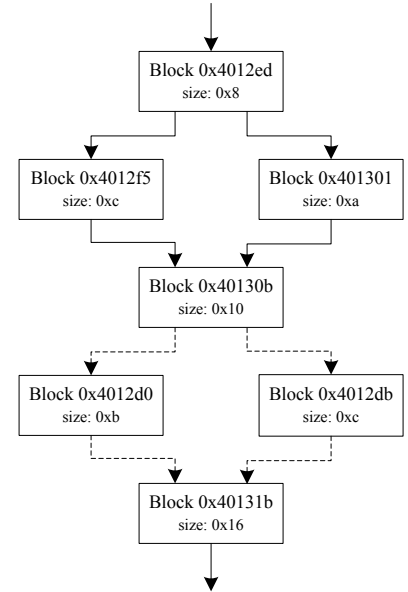 Block 0x4012ed
size: 0x8
Block 0x4012f5
size: 0xc
Block 0x401301
size: 0xa
Block 0x40130b
size: 0x10
Block 0x4012d0
size: 0xb
Block 0x4012db
size: 0xc
Block 0x40131b
size: 0x16